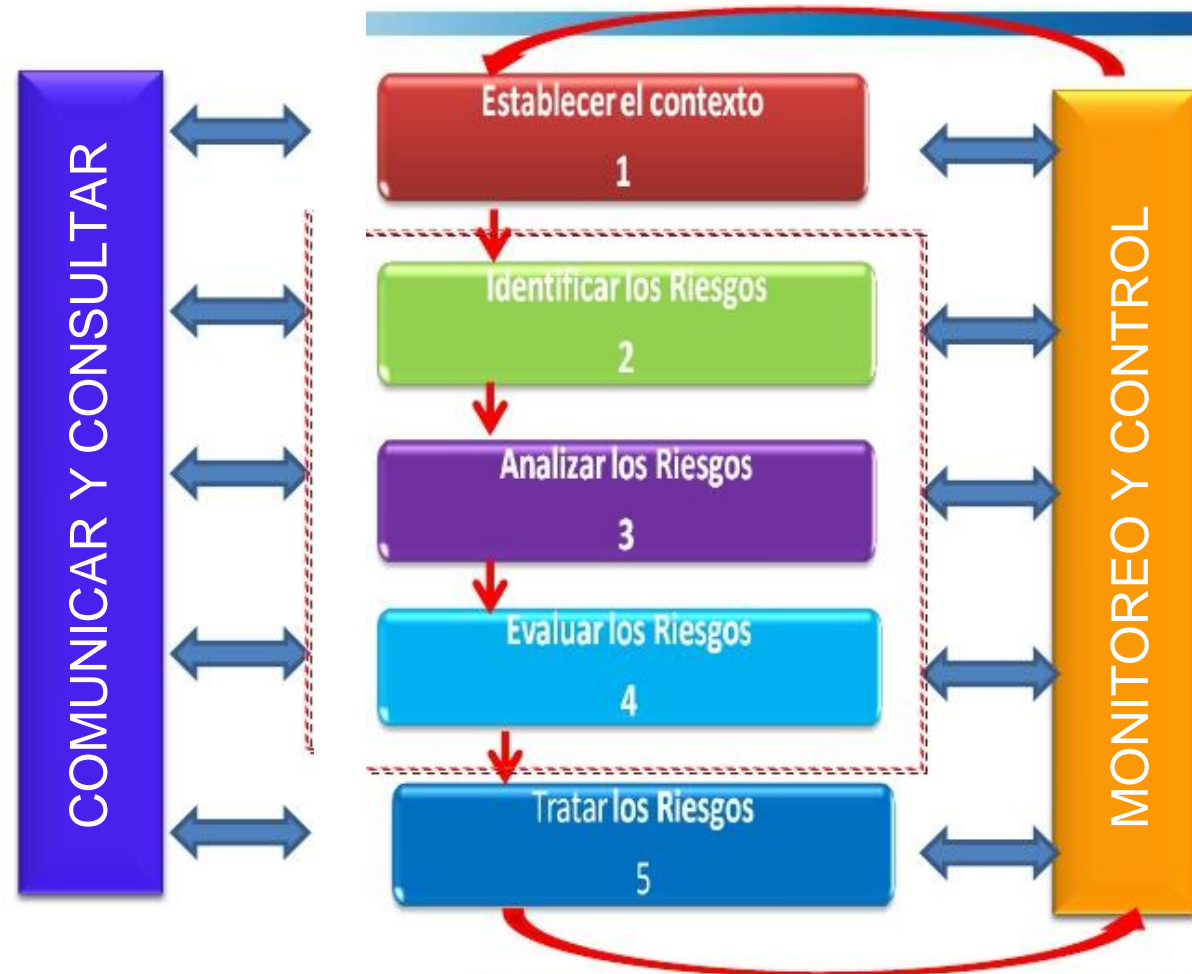 COMUNICAR Y CONSULTAR
Establecer el contexto
1
Identificar los Riesgos
2
Analizar los Riesgos
3
Evaluar los Riesgos
4
Tratar los Riesgos
5
MONITOREO Y CONTROL